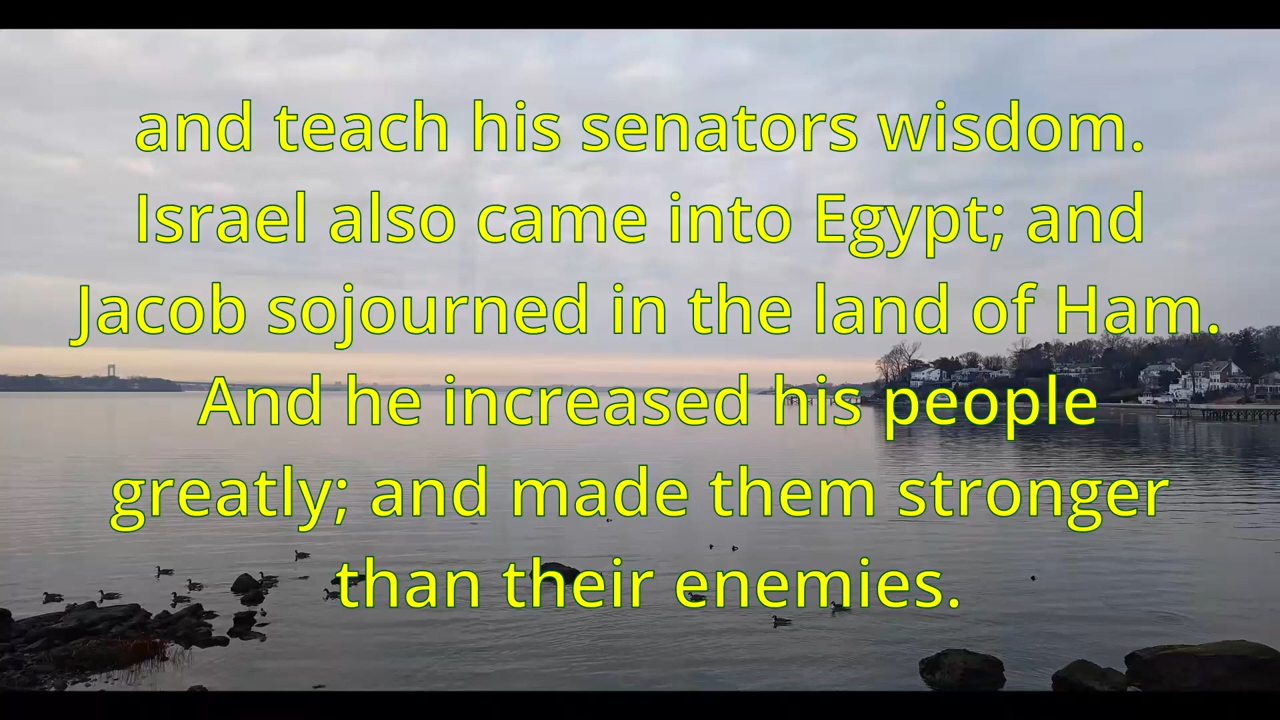 and teach his senators wisdom.
Israel also came into Egypt; and
Jacob sojourned in the land of Ham.
And he increased his people
greatly; and made them stronger
than their enemies.